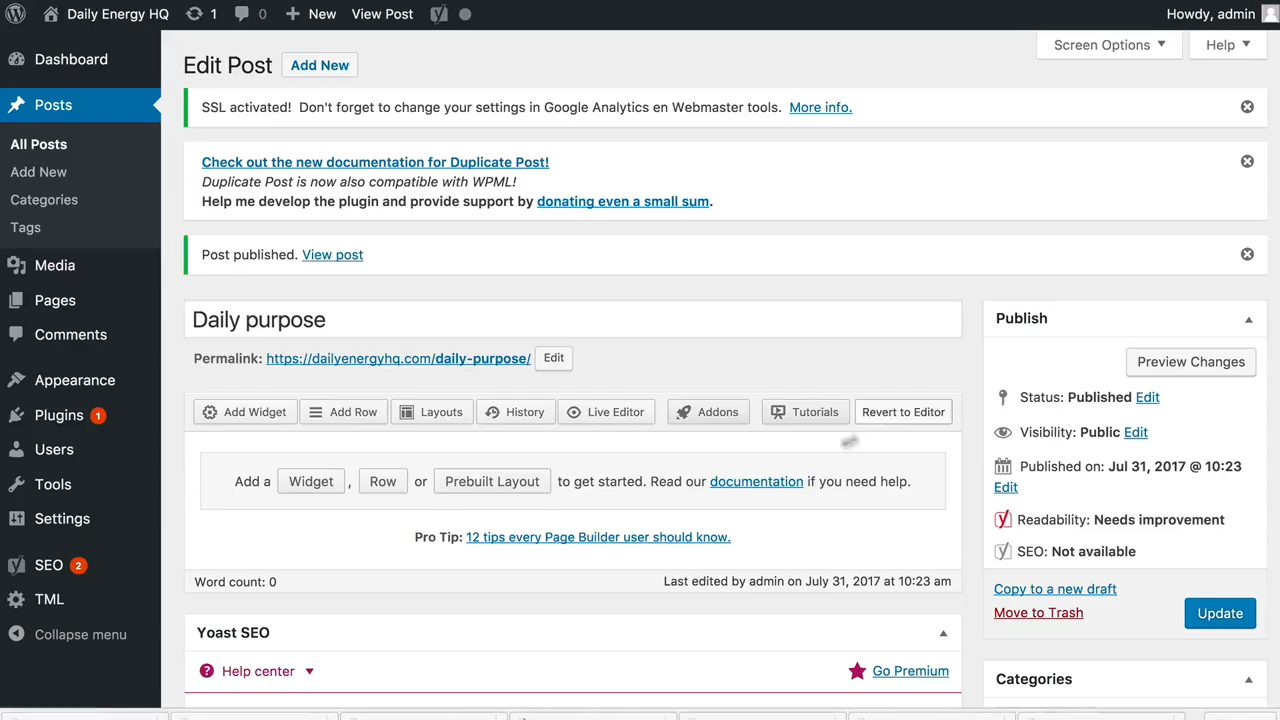 Daily Energy HQ 1 0 New View Post Howdy, admin
Screen Options Help
Dashboard
Posts
All Posts
Add New
Categories
Tags
Media
Pages
Comments
Appearance
Plugins 1
Users
Tools
Settings
SEO 2
TML
Collapse menu
Edit Post Add New
SSL activated! Don't forget to change your settings in Google Analytics en Webmaster tools. More info.
Check out the new documentation for Duplicate Post!
Duplicate Post is now also compatible with WPML!
Help me develop the plugin and provide support by donating even a small sum.
Post published. View post
Daily purpose
Permalink: https://dailyenergyhq.com/daily-purpose/ Edit
Add Widget Add Row Layouts History Live Editor Addons Tutorials Revert to Editor
Add a Widget , Row or Prebuilt Layout to get started. Read our documentation if you need help.
Pro Tip: 12 tips every Page Builder user should know.
Word count: 0 Last edited by admin on July 31, 2017 at 10:23 am
Yoast SEO
Help center Go Premium
Publish
Preview Changes
Status: Published Edit
Visibility: Public Edit
Published on: Jul 31, 2017 @ 10:23
Edit
Readability: Needs improvement
SEO: Not available
Copy to a new draft
Move to Trash Update
Categories